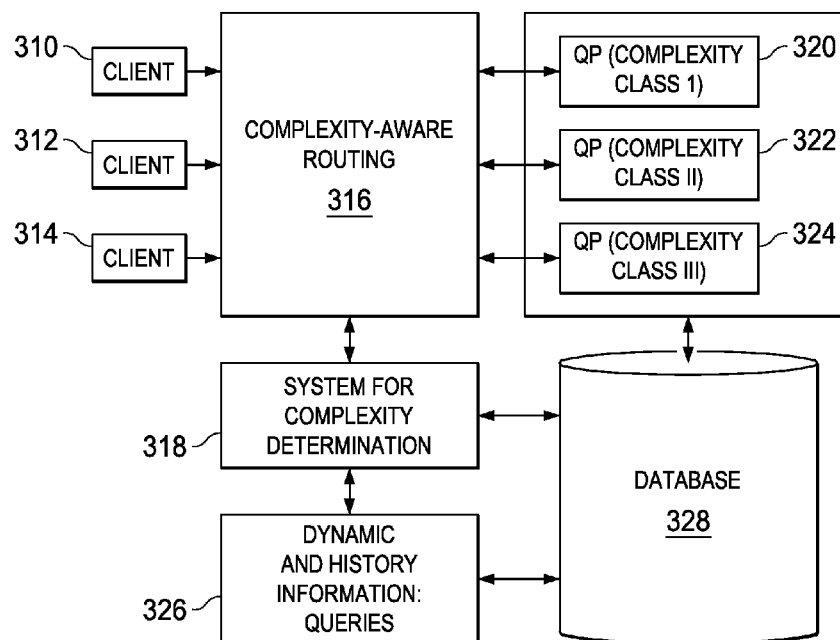 310
CLIENT
312
CLIENT
314
CLIENT
COMPLEXITY-AWARE
ROUTING
316
QP (COMPLEXITY
CLASS 1)
320
QP (COMPLEXITY
CLASS II)
322
QP (COMPLEXITY
CLASS III)
324
SYSTEM FOR
COMPLEXITY
DETERMINATION
318
DYNAMIC
AND HISTORY
INFORMATION:
QUERIES
326
DATABASE
328